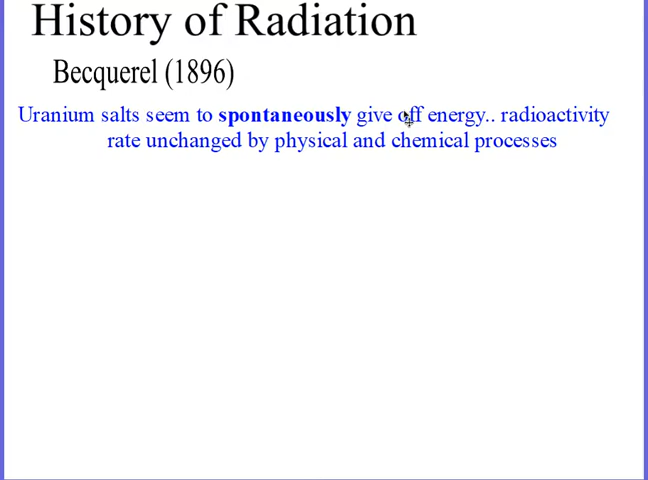 History of Radiation
Becquerel (1896)
Uranium salts seem to spontaneously give off energy.. radioactivity
rate unchanged by physical and chemical processes